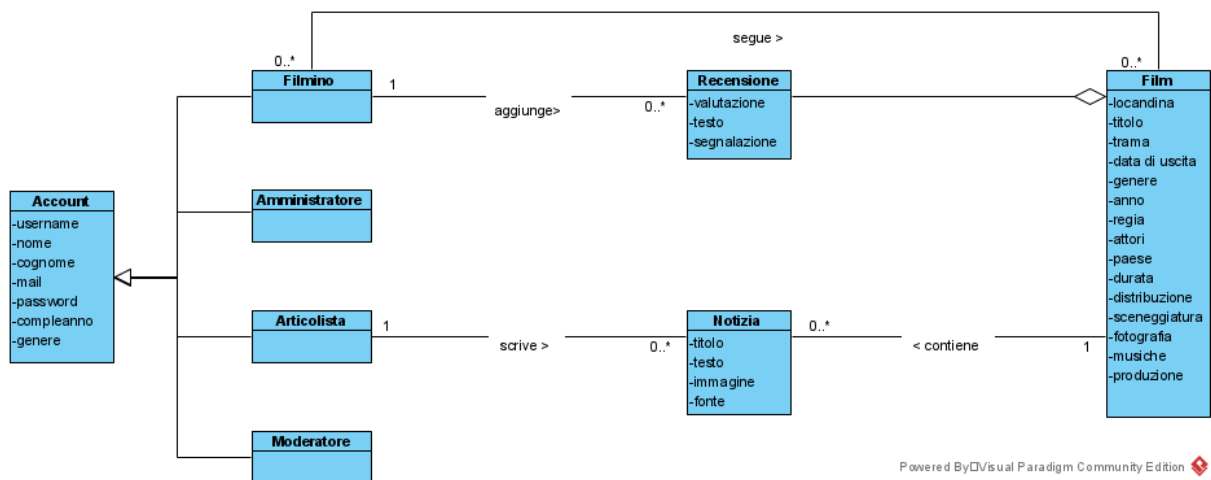 segue >
0..*
0..*
Filmino
1
aggiunge>
0..*
Recensione
-valutazione
-testo
-segnalazione
Film
-locandina
-titolo
-trama
-data di uscita
-genere
-anno
-regia
-attori
-paese
-durata
-distribuzione
-sceneggiatura
-fotografia
-musiche
-produzione
Account
-username
-nome
-cognome
-mail
-password
-compleanno
-genere
Amministratore
Articolista
1
scrive >
0..*
Notizia
-titolo
-testo
-immagine
-fonte
0..*
< contiene
1
Moderatore
Powered By□Visual Paradigm Community Edition